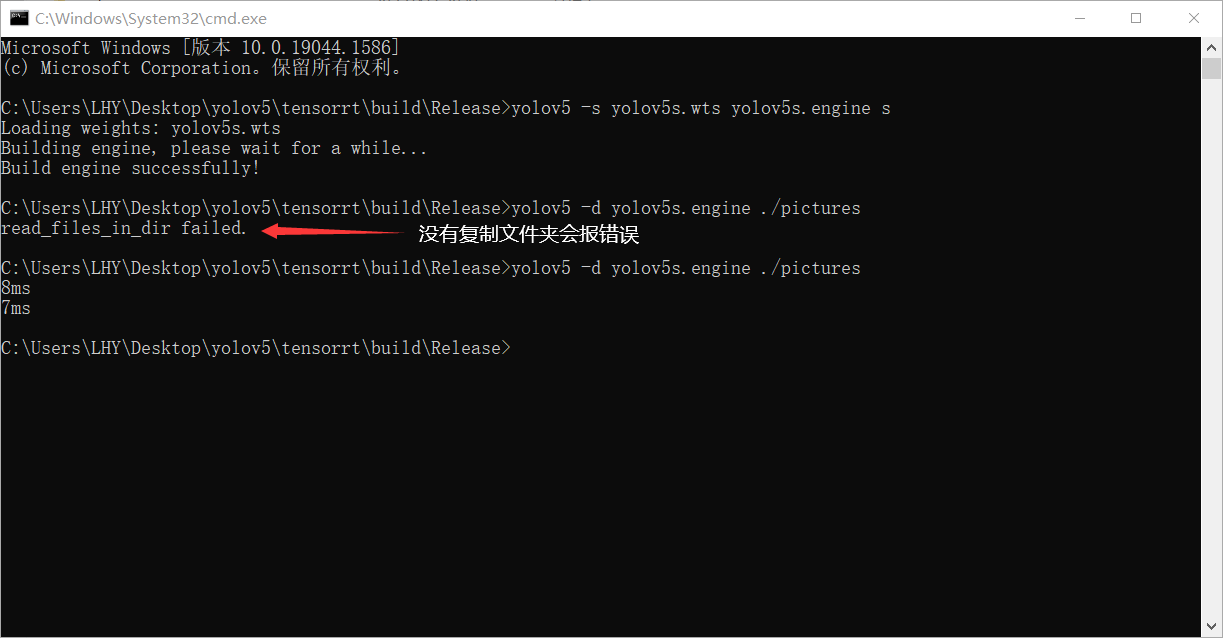 C:\Windows\System32\cmd.exe
Microsoft Windows [版本 10.0.19044.1586]
(c) Microsoft Corporation。保留所有权利。
C:\Users\LHY\Desktop\yolov5\tensorrt\build\Release>yolov5 -s yolov5s.wts yolov5s.engine s
Loading weights: yolov5s.wts
Building engine, please wait for a while...
Build engine successfully!
C:\Users\LHY\Desktop\yolov5\tensorrt\build\Release>yolov5 -d yolov5s.engine ./pictures
read_files_in_dir failed.
没有复制文件夹会报错误
C:\Users\LHY\Desktop\yolov5\tensorrt\build\Release>yolov5 -d yolov5s.engine ./pictures
8ms
7ms
C:\Users\LHY\Desktop\yolov5\tensorrt\build\Release>